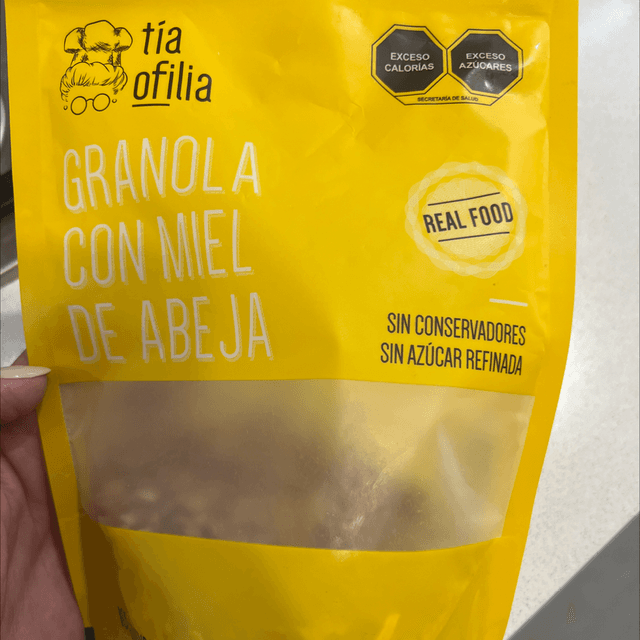 tía
ofilia
EXCESO
CALORÍAS
EXCESO
AZÚCARES
SECRETARÍA DE SALUD
GRANOLA
CON MIEL
DE ABEJA
REAL FOOD
SIN CONSERVADORES
SIN AZÚCAR REFINADA